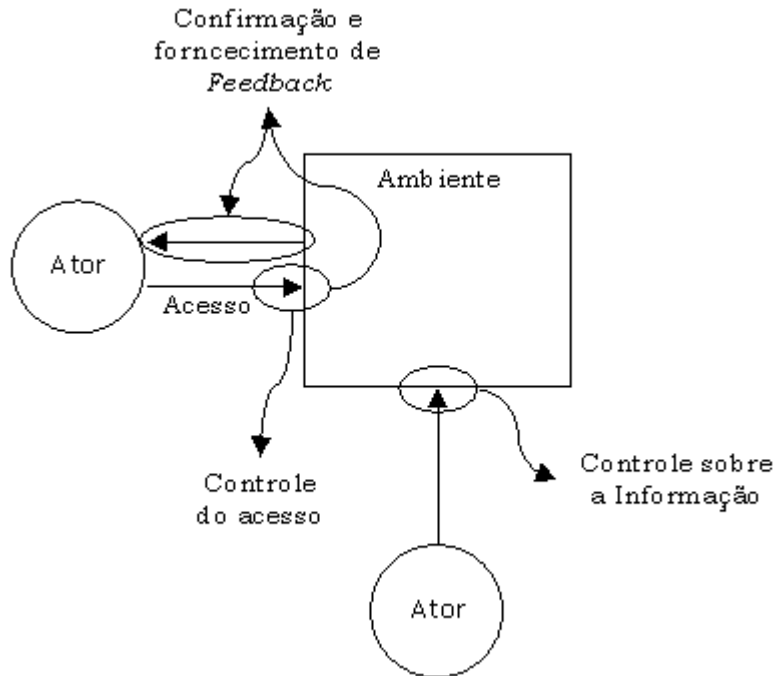 Confirmação e
forncecimento de
Feedback
Ambiente
Ator
Acesso
Controle
do acesso
Controle sobre
a Informação
Ator